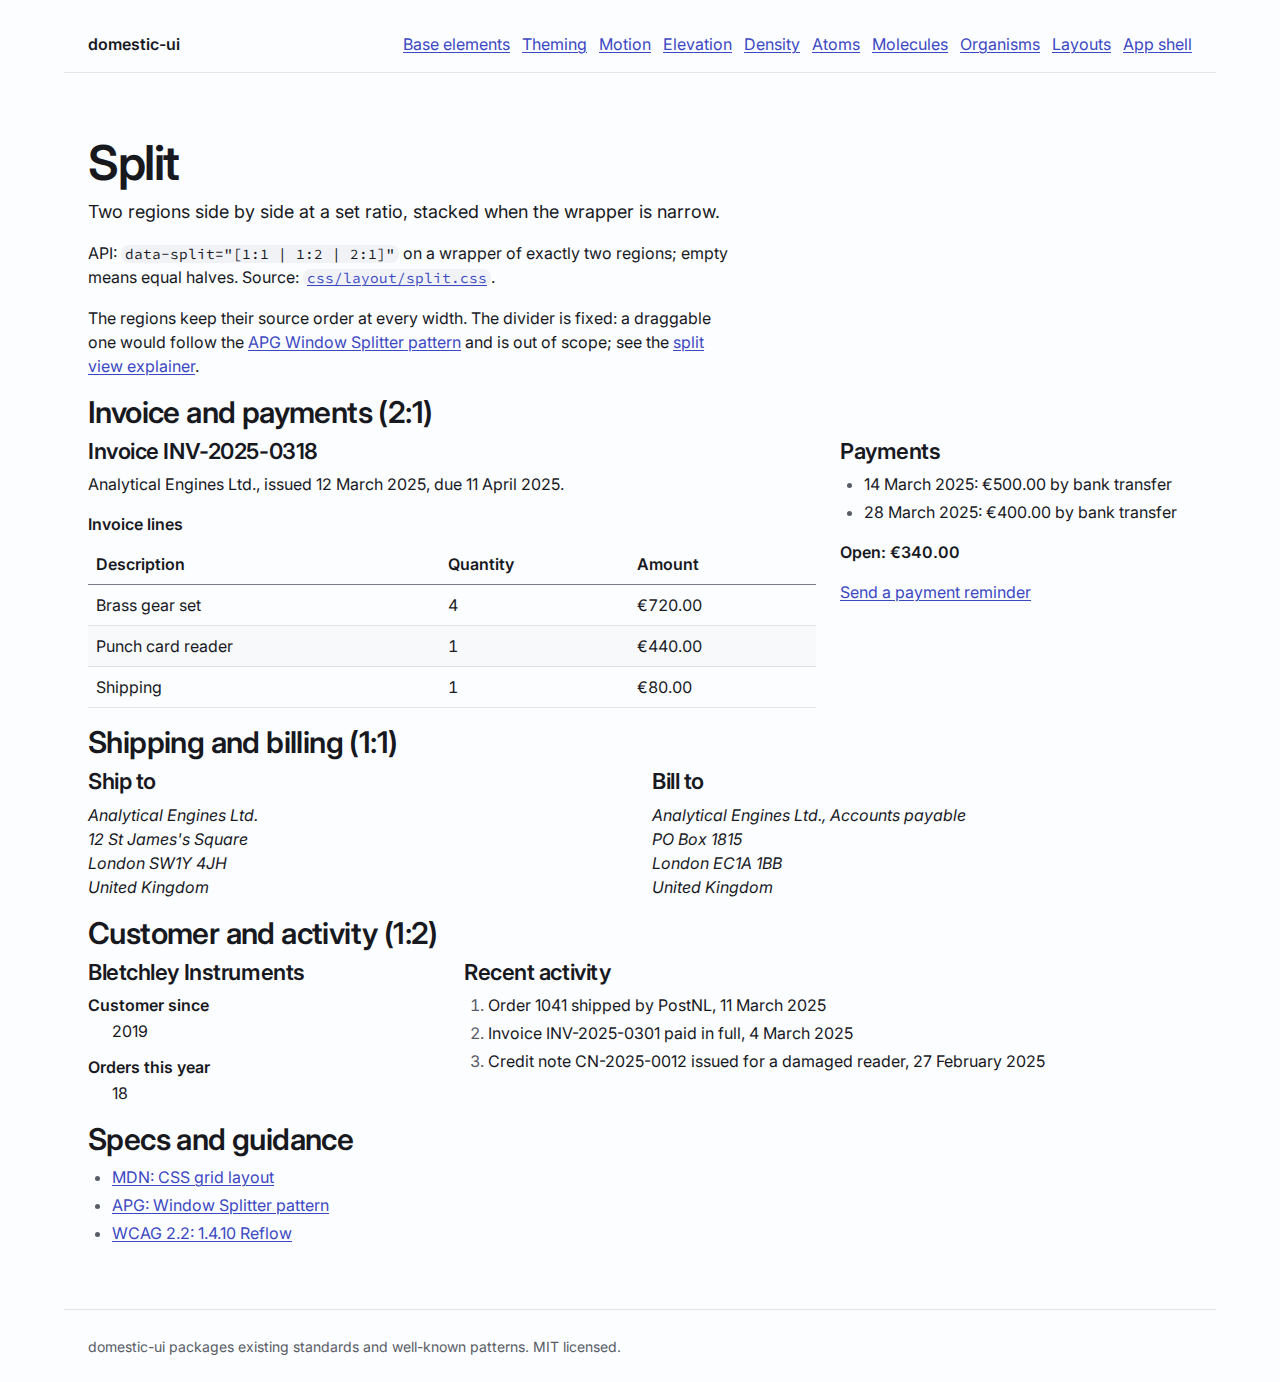 domestic-ui
Base elements Theming Motion Elevation Density Atoms Molecules Organisms Layouts App shell
Split
Two regions side by side at a set ratio, stacked when the wrapper is narrow.
API: data-split="[1:1 | 1:2 | 2:1]" on a wrapper of exactly two regions; empty
means equal halves. Source: css/layout/split.css.
The regions keep their source order at every width. The divider is fixed: a draggable
one would follow the APG Window Splitter pattern and is out of scope; see the split
view explainer.
Invoice and payments (2:1)
Invoice INV-2025-0318
Analytical Engines Ltd., issued 12 March 2025, due 11 April 2025.
Invoice lines
Description Quantity Amount
Brass gear set 4 €720.00
Punch card reader 1 €440.00
Shipping 1 €80.00
Payments
• 14 March 2025: €500.00 by bank transfer
• 28 March 2025: €400.00 by bank transfer
Open: €340.00
Send a payment reminder
Shipping and billing (1:1)
Ship to
Analytical Engines Ltd.
12 St James's Square
London SW1Y 4JH
United Kingdom
Bill to
Analytical Engines Ltd., Accounts payable
PO Box 1815
London EC1A 1BB
United Kingdom
Customer and activity (1:2)
Bletchley Instruments
Customer since
2019
Orders this year
18
Recent activity
1. Order 1041 shipped by PostNL, 11 March 2025
2. Invoice INV-2025-0301 paid in full, 4 March 2025
3. Credit note CN-2025-0012 issued for a damaged reader, 27 February 2025
Specs and guidance
• MDN: CSS grid layout
• APG: Window Splitter pattern
• WCAG 2.2: 1.4.10 Reflow
domestic-ui packages existing standards and well-known patterns. MIT licensed.